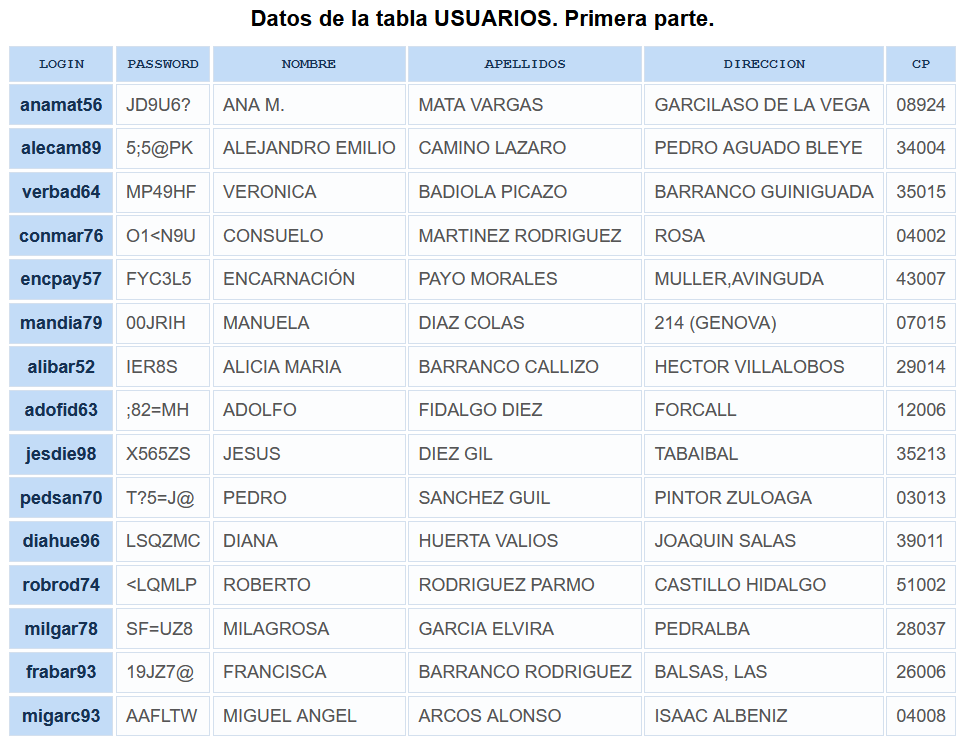 Datos de la tabla USUARIOS. Primera parte.
LOGIN PASSWORD NOMBRE APELLIDOS DIRECCION CP
anamat56 JD9U6? ANA M. MATA VARGAS GARCILASO DE LA VEGA 08924
alecam89 5;5@PK ALEJANDRO EMILIO CAMINO LAZARO PEDRO AGUADO BLEYE 34004
verbad64 MP49HF VERONICA BADIOLA PICAZO BARRANCO GUINIGUADA 35015
conmar76 O1<N9U CONSUELO MARTINEZ RODRIGUEZ ROSA 04002
encpay57 FYC3L5 ENCARNACIÓN PAYO MORALES MULLER,AVINGUDA 43007
mandia79 00JRIH MANUELA DIAZ COLAS 214 (GENOVA) 07015
alibar52 IER8S ALICIA MARIA BARRANCO CALLIZO HECTOR VILLALOBOS 29014
adofid63 ;82=MH ADOLFO FIDALGO DIEZ FORCALL 12006
jesdie98 X565ZS JESUS DIEZ GIL TABAIBAL 35213
pedsan70 T?5=J@ PEDRO SANCHEZ GUIL PINTOR ZULOAGA 03013
diahue96 LSQZMC DIANA HUERTA VALIOS JOAQUIN SALAS 39011
robrod74 <LQMLP ROBERTO RODRIGUEZ PARMO CASTILLO HIDALGO 51002
milgar78 SF=UZ8 MILAGROSA GARCIA ELVIRA PEDRALBA 28037
frabar93 19JZ7@ FRANCISCA BARRANCO RODRIGUEZ BALSAS, LAS 26006
migarc93 AAFLTW MIGUEL ANGEL ARCOS ALONSO ISAAC ALBENIZ 04008